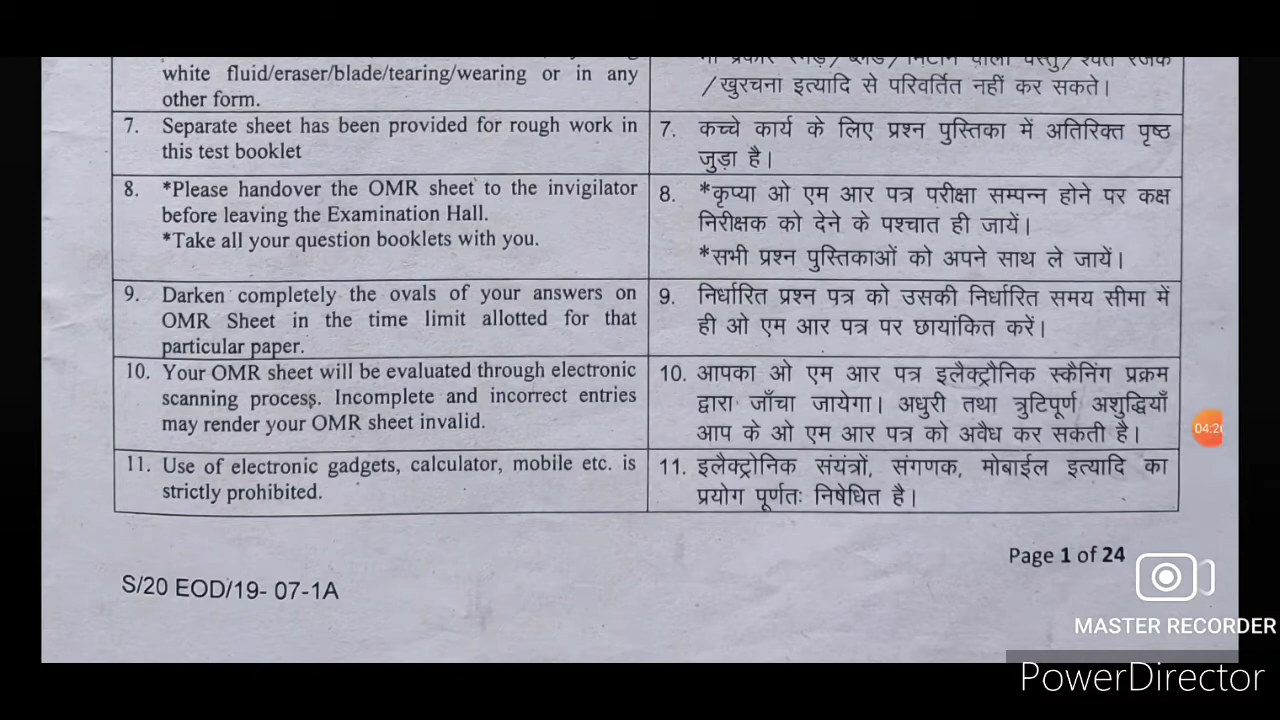 white fluid/eraser/blade/tearing/wearing or in any
other form.
/खुरचना इत्यादि से परिवर्तित नहीं कर सकते।
7. Separate sheet has been provided for rough work in
this test booklet
7. कच्चे कार्य के लिए प्रश्न पुस्तिका में अतिरिक्त पृष्ठ
जुड़ा है।
8. *Please handover the OMR sheet to the invigilator
before leaving the Examination Hall.
*Take all your question booklets with you.
8. *कृप्या ओ एम आर पत्र परीक्षा सम्पन्न होने पर कक्ष
निरीक्षक को देने के पश्चात ही जायें।
*सभी प्रश्न पुस्तिकाओं को अपने साथ ले जायें।
9. Darken completely the ovals of your answers on
OMR Sheet in the time limit allotted for that
particular paper.
9. निर्धारित प्रश्न पत्र को उसकी निर्धारित समय सीमा में
ही ओ एम आर पत्र पर छायांकित करें।
10. Your OMR sheet will be evaluated through electronic
scanning process. Incomplete and incorrect entries
may render your OMR sheet invalid.
10. आपका ओ एम आर पत्र इलैक्ट्रौनिक स्कैनिंग प्रक्रम
द्वारा जाँचा जायेगा। अधुरी तथा त्रुटिपूर्ण अशुद्धियाँ
आप के ओ एम आर पत्र को अवैध कर सकती है।
11. Use of electronic gadgets, calculator, mobile etc. is
strictly prohibited.
11. इलैक्ट्रोनिक संयंत्रों, संगणक, मोबाईल इत्यादि का
प्रयोग पूर्णतः निषेधित है।
Page 1 of 24
S/20 EOD/19- 07-1A
MASTER RECORDER
PowerDirector